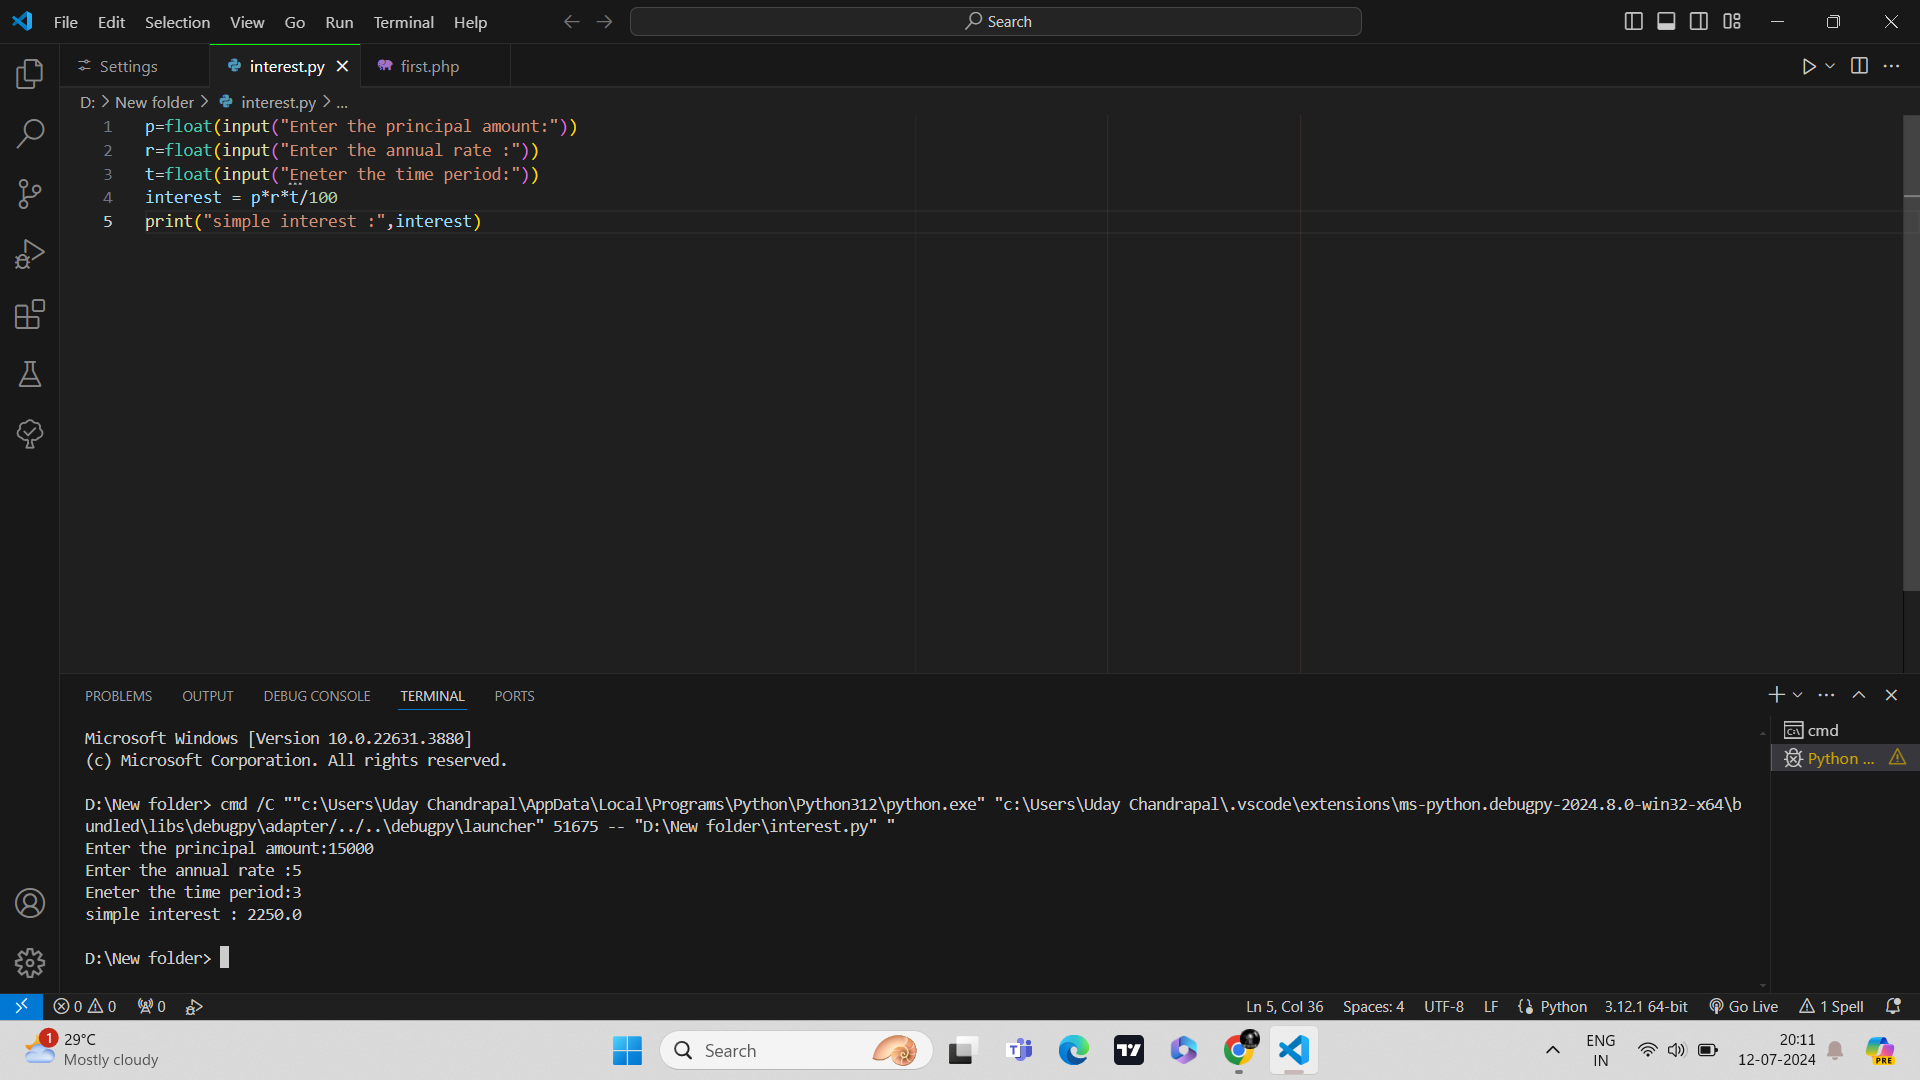 File Edit Selection View Go Run Terminal Help
Search
Settings
interest.py
first.php
D: > New folder > interest.py > ...
1 p=float(input("Enter the principal amount:"))
2 r=float(input("Enter the annual rate :"))
3 t=float(input("Eneter the time period:"))
4 interest = p*r*t/100
5 print("simple interest :",interest)
PROBLEMS OUTPUT DEBUG CONSOLE TERMINAL PORTS
Microsoft Windows [Version 10.0.22631.3880]
(c) Microsoft Corporation. All rights reserved.
D:\New folder> cmd /C ""c:\Users\Uday Chandrapal\AppData\Local\Programs\Python\Python312\python.exe" "c:\Users\Uday Chandrapal\.vscode\extensions\ms-python.debugpy-2024.8.0-win32-x64\b
undled\libs\debugpy\adapter/../..\debugpy\launcher" 51675 -- "D:\New folder\interest.py" "
Enter the principal amount:15000
Enter the annual rate :5
Eneter the time period:3
simple interest : 2250.0
D:\New folder>
cmd
Python ...
0 0 0
Ln 5, Col 36 Spaces: 4 UTF-8 LF Python 3.12.1 64-bit Go Live 1 Spell
1
29°C
Mostly cloudy
Search
ENG
IN
20:11
12-07-2024
PRE